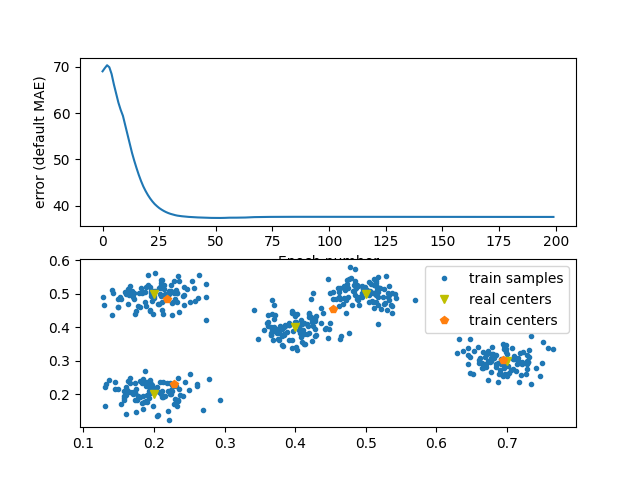 70
60
50
40
error (default MAE)
0 25 50 75 100 125 150 175 200
Epoch number
0.6
0.5
0.4
0.3
0.2
train samples
real centers
train centers
0.1 0.2 0.3 0.4 0.5 0.6 0.7